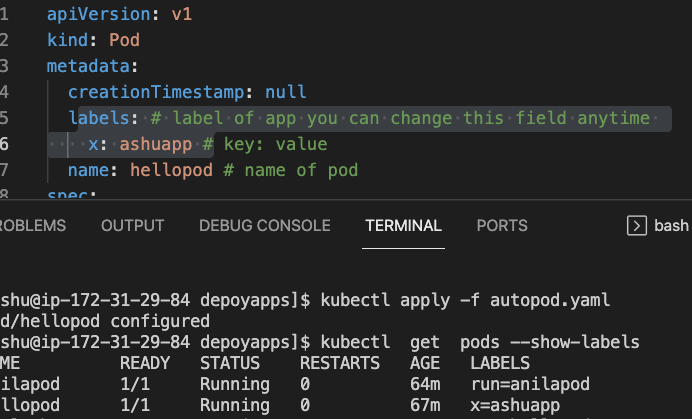 1 apiVersion: v1
2 kind: Pod
3 metadata:
4 creationTimestamp: null
5 labels: # label of app you can change this field anytime
6 x: ashuapp # key: value
7 name: hellopod # name of pod
8 spec:
ROBLEMS OUTPUT DEBUG CONSOLE TERMINAL PORTS bash
shu@ip-172-31-29-84 depoyapps]$ kubectl apply -f autopod.yaml
d/hellopod configured
shu@ip-172-31-29-84 depoyapps]$ kubectl get pods --show-labels
ME READY STATUS RESTARTS AGE LABELS
ilapod 1/1 Running 0 64m run=anilapod
llopod 1/1 Running 0 67m x=ashuapp